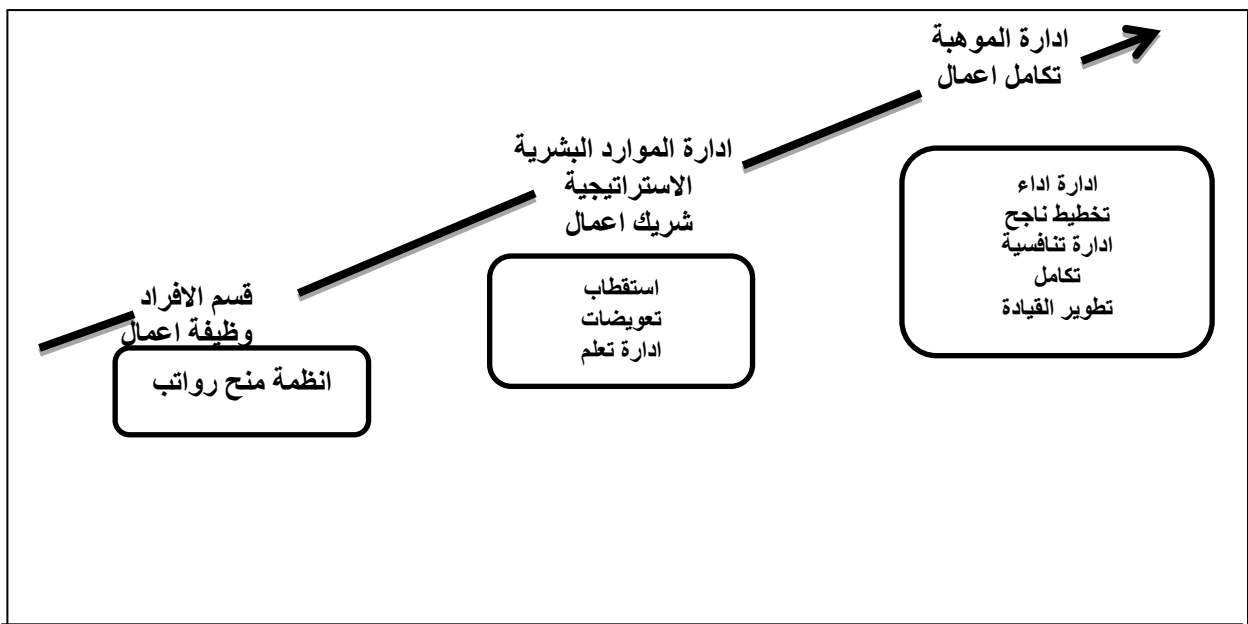 ادارة الموهبة
تكامل اعمال
ادارة الموارد البشرية
الاستراتيجية
شريك اعمال
قسم الافراد
وظيفة اعمال
ادارة اداء
تخطيط ناجح
ادارة تنافسية
تكامل
تطوير القيادة
استقطاب
تعويضات
ادارة تعلم
انظمة منح رواتب